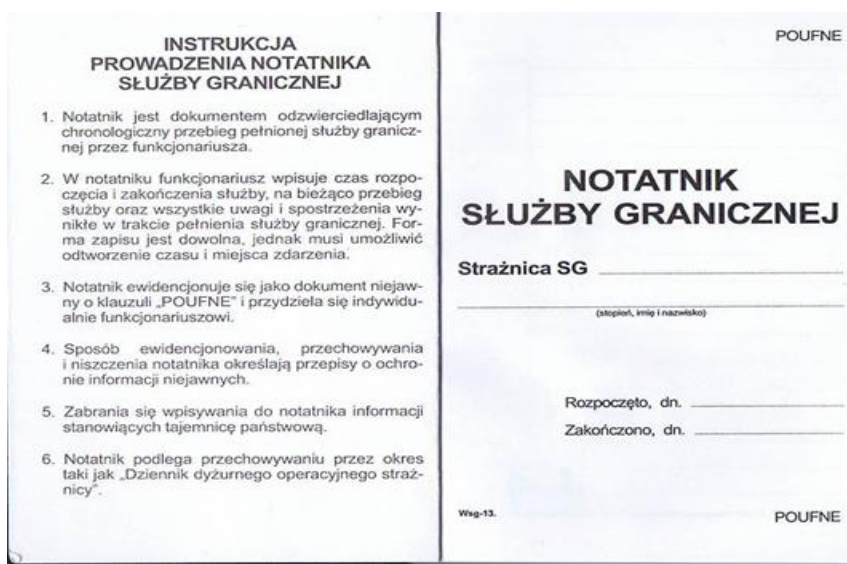 INSTRUKCJA
PROWADZENIA NOTATNIKA
SŁUŻBY GRANICZNEJ
1. Notatnik jest dokumentem odzwierciedlającym
chronologiczny przebieg pełnionej służby granicz-
nej przez funkcjonariusza.
2. W notatniku funkcjonariusz wpisuje czas rozpo-
częcia i zakończenia służby, na bieżąco przebieg
służby oraz wszystkie uwagi i spostrzeżenia wy-
nikłe w trakcie pełnienia służby granicznej. For-
ma zapisu jest dowolna, jednak musi umożliwić
odtworzenie czasu i miejsca zdarzenia.
3. Notatnik ewidencjonuje się jako dokument niejaw-
ny o klauzuli „POUFNE" i przydziela się indywidu-
alnie funkcjonariuszowi.
4. Sposób ewidencjonowania, przechowywania
i niszczenia notatnika określają przepisy o ochro-
nie informacji niejawnych.
5. Zabrania się wpisywania do notatnika informacji
stanowiących tajemnicę państwową.
6. Notatnik podlega przechowywaniu przez okres
taki jak „Dziennik dyżurnego operacyjnego straż-
nicy".
POUFNE
NOTATNIK
SŁUŻBY GRANICZNEJ
Strażnica SG
(stopień, imię i nazwisko)
Rozpoczęto, dn.
Zakończono, dn.
Wsg-13.
POUFNE